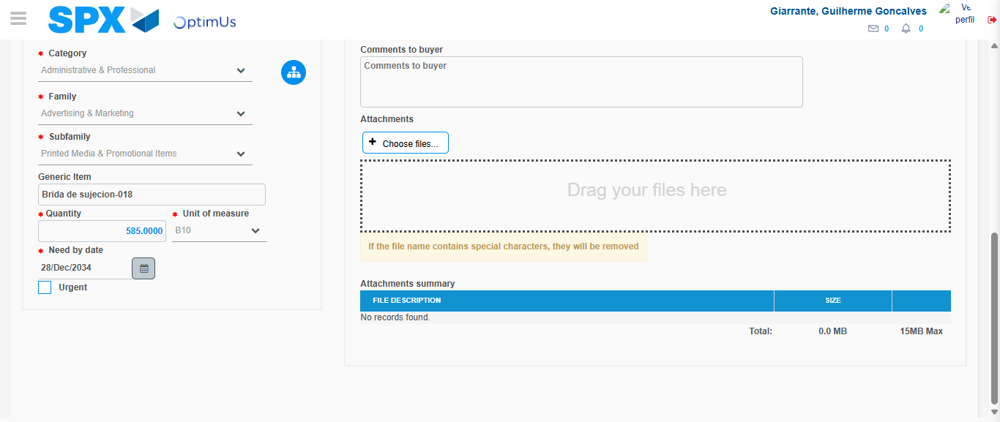 SPX
OptimUs
Giarrante, Guilherme Goncalves
0
0
Ve
perfil
* Category
Administrative & Professional
* Family
Advertising & Marketing
* Subfamily
Printed Media & Promotional Items
Generic Item
Brida de sujecion-018
* Quantity
* Unit of measure
585.0000
B10
* Need by date
28/Dec/2034
Urgent
Comments to buyer
Comments to buyer
Attachments
+ Choose files...
Drag your files here
If the file name contains special characters, they will be removed
Attachments summary
FILE DESCRIPTION SIZE
No records found.
Total: 0.0 MB 15MB Max